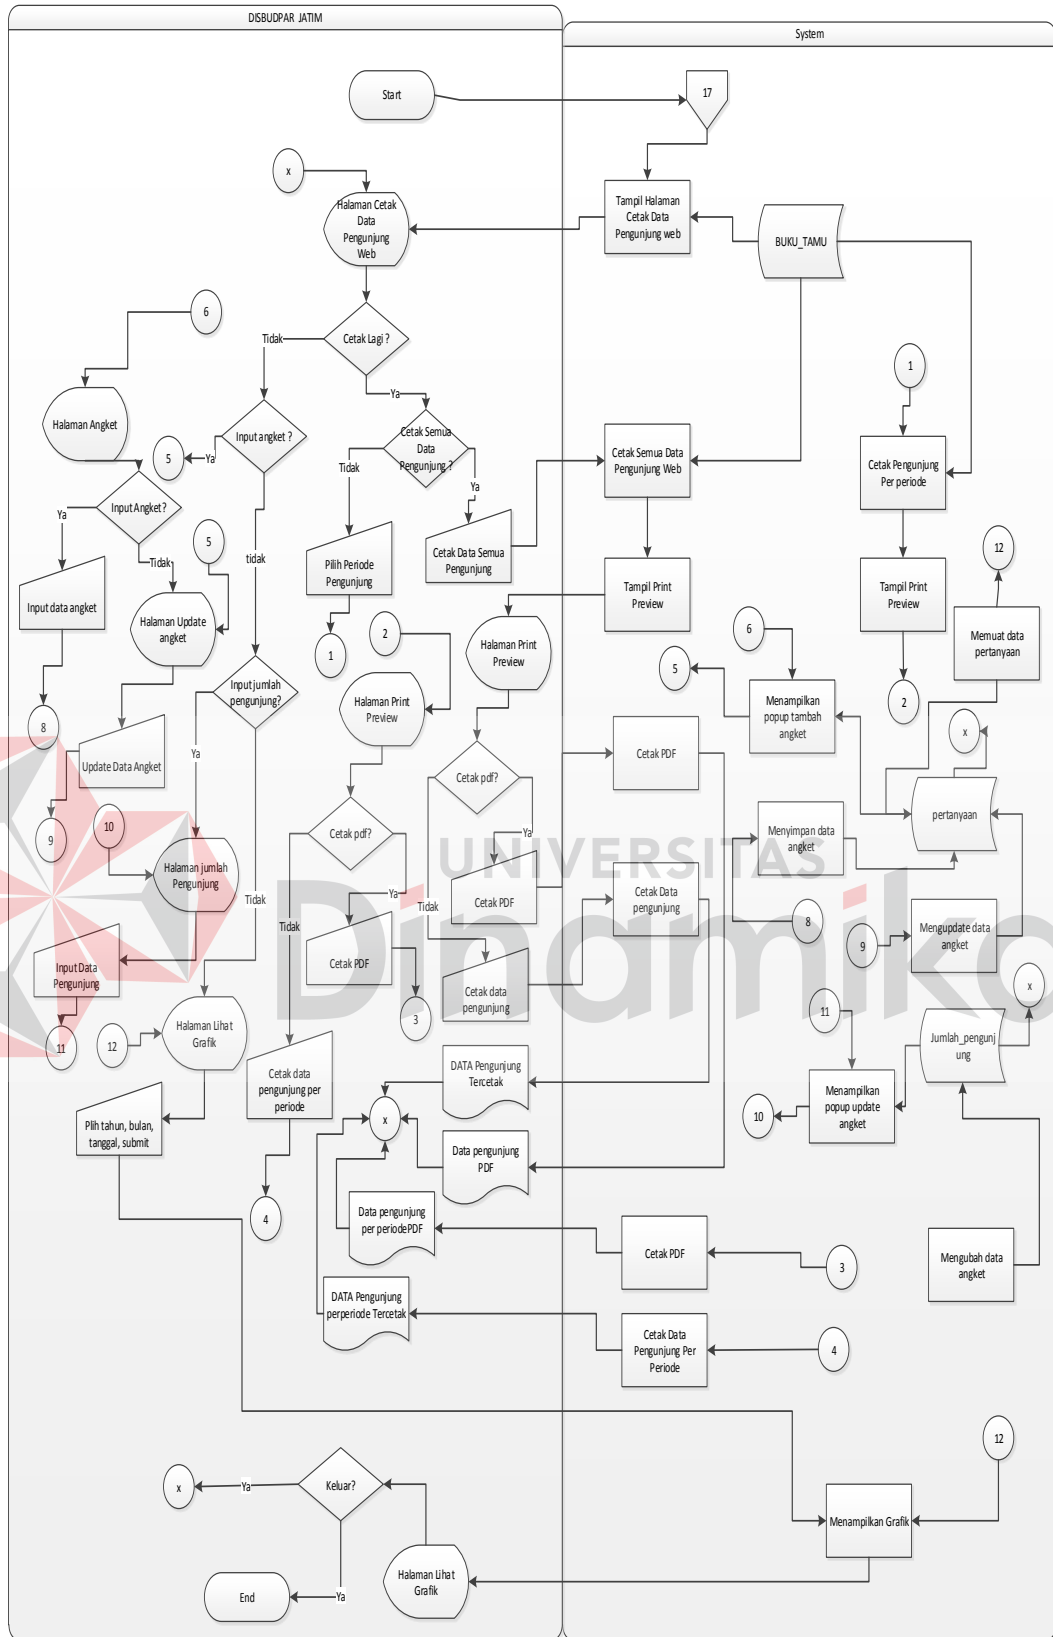 DISBUDPAR JATIM
System
Start
17
x
Halaman Cetak
Data
Pengunjung
Web
Tampil Halaman
Cetak Data
Pengunjung web
BUKU_TAMU
6
Cetak Lagi ?
Tidak
Ya
1
Halaman Angket
Input angket ?
Ya
5
Cetak Semua
Data
Pengunjung ?
Tidak
Ya
Cetak Semua Data
Pengunjung Web
Cetak Pengunjung
Per periode
Input Angket?
Ya
Tidak
5
tidak
Pilih Periode
Pengunjung
Cetak Data Semua
Pengunjung
12
Input data angket
Halaman Update
angket
Tampil Print
Preview
Tampil Print
Preview
Memuat data
pertanyaan
1
2
Halaman Print
Preview
6
5
Input jumlah
pengunjung?
Halaman Print
Preview
Menampilkan
popup tambah
angket
2
8
x
Update Data Angket
Ya
Cetak pdf?
Cetak PDF
9
10
Cetak pdf?
Ya
Menyimpan data
angket
pertanyaan
UNIVERSITAS
Dinamika
Halaman jumlah
Pengunjung
Tidak
Ya
Tidak
Cetak PDF
Cetak Data
pengunjung
8
Tidak
9
Mengupdate data
angket
Input Data
Pengunjung
Cetak PDF
Cetak data
pengunjung
x
11
12
Halaman Lihat
Grafik
3
11
Jumlah_pengunj
ung
Cetak data
pengunjung per
periode
DATA Pengunjung
Tercetak
Menampilkan
popup update
angket
10
Plih tahun, bulan,
tanggal, submit
x
Data pengunjung
PDF
4
Data pengunjung
per periodePDF
Cetak PDF
3
Mengubah data
angket
DATA Pengunjung
perperiode Tercetak
Cetak Data
Pengunjung Per
Periode
4
12
x
Ya
Keluar?
Menampilkan Grafik
End
Ya
Halaman Lihat
Grafik